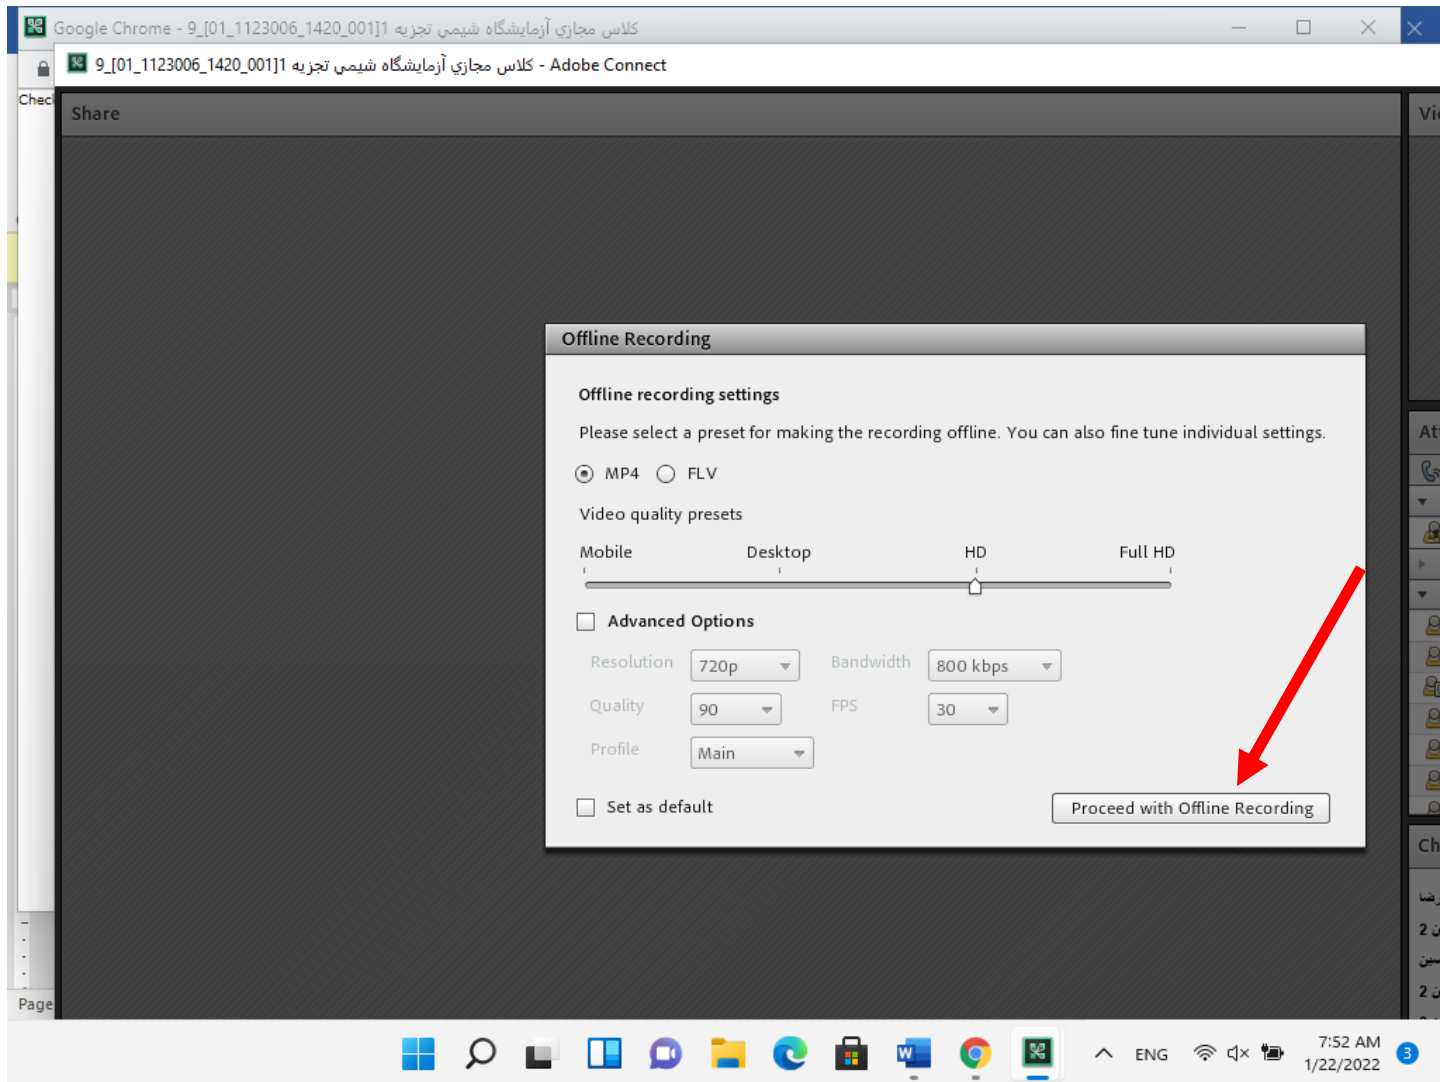 Google Chrome - 9_[01_1123006_1420_001]1 كلاس مجازي آزمايشگاه شيمي تجزيه
9_[01_1123006_1420_001]1 كلاس مجازي آزمايشگاه شيمي تجزيه - Adobe Connect
Share
Offline Recording
Offline recording settings
Please select a preset for making the recording offline. You can also fine tune individual settings.
MP4 FLV
Video quality presets
Mobile Desktop HD Full HD
Advanced Options
Resolution 720p Bandwidth 800 kbps
Quality 90 FPS 30
Profile Main
Set as default Proceed with Offline Recording
Page
ENG 7:52 AM
1/22/2022 3